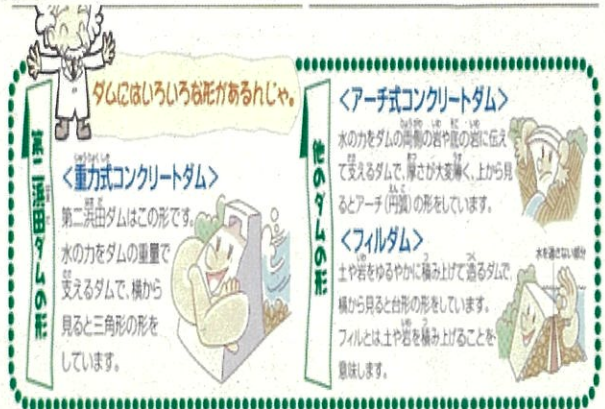 ダムにはいろいろな形があるんじゃ。
第二浜田ダムの形
<重力式コンクリートダム>
第二浜田ダムはこの形です。
水の力をダムの重量で
支えるダムで、横から
見ると三角形の形を
しています。
他のダムの形
<アーチ式コンクリートダム>
水の力をダムの両側の岩や底の岩に伝え
て支えるダムで、厚さが大変薄く、上から見
るとアーチ(円弧)の形をしています。
<フィルダム>
土や岩をゆるやかに積み上げて造るダムで、
横から見ると台形の形をしています。
フィルとは土や岩を積み上げることを
意味します。
水を通さない部分